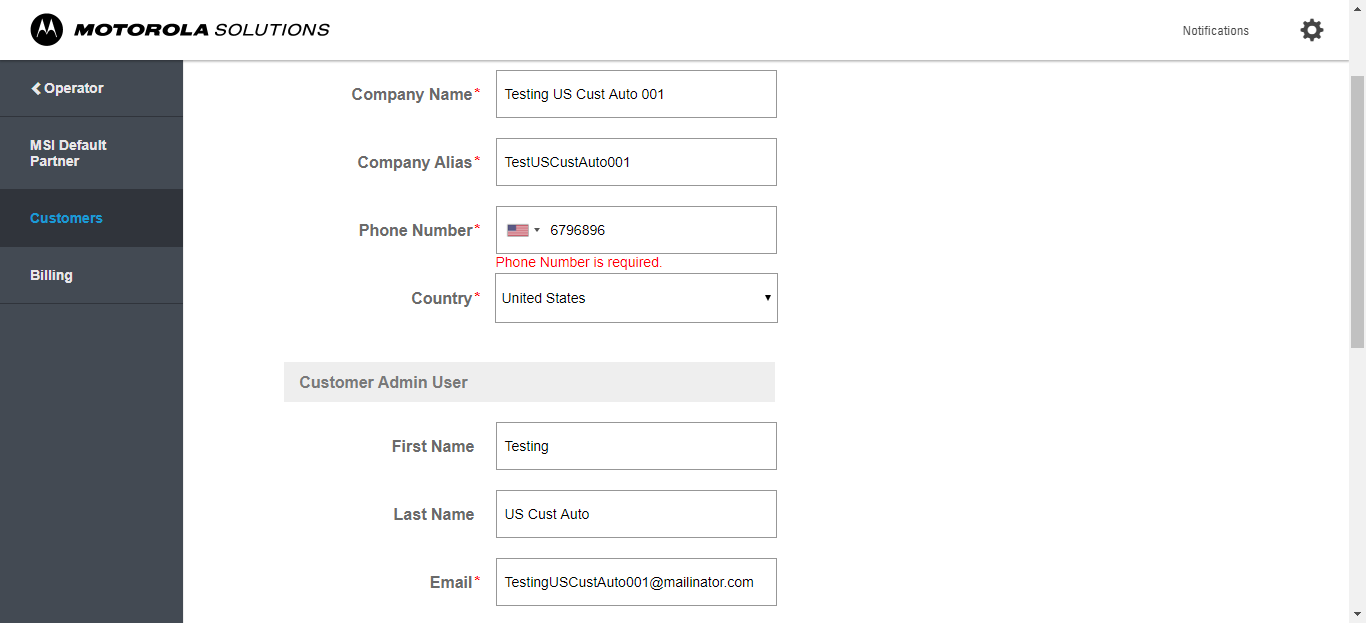 MOTOROLA SOLUTIONS
Notifications
Operator
MSI Default
Partner
Customers
Billing
Company Name* Testing US Cust Auto 001
Company Alias* TestUSCustAuto001
Phone Number* 6796896
Phone Number is required.
Country* United States
Customer Admin User
First Name Testing
Last Name US Cust Auto
Email* TestingUSCustAuto001@mailinator.com